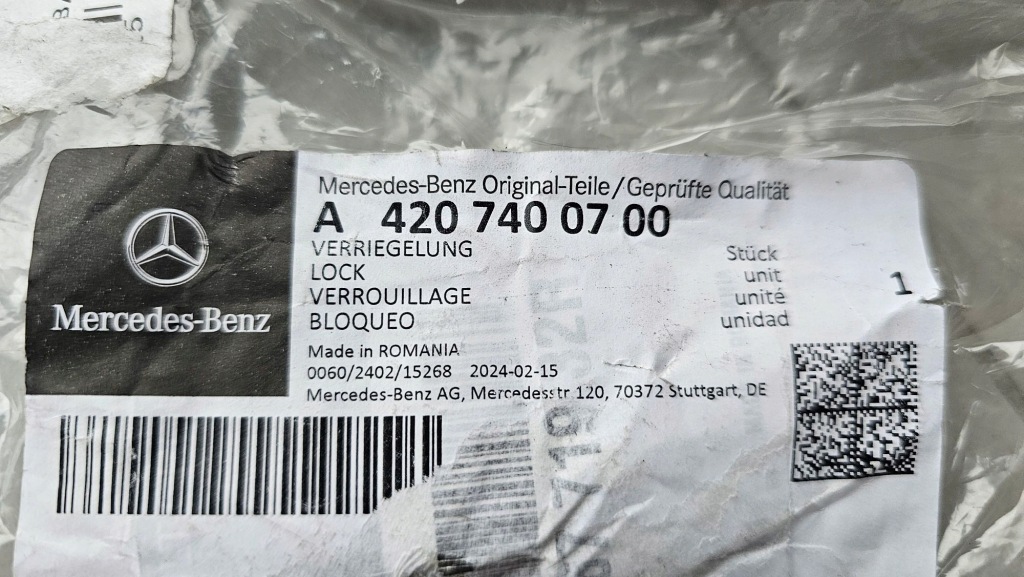 Mercedes-Benz Original-Teile/Geprüfte Qualität
A 420 740 07 00
VERRIEGELUNG
LOCK
VERROUILLAGE
BLOQUEO
Stück
unit
unité
unidad
1
Mercedes-Benz
Made in ROMANIA
0060/2402/15268 2024-02-15
Mercedes-Benz AG, Mercedesstr 120, 70372 Stuttgart, DE